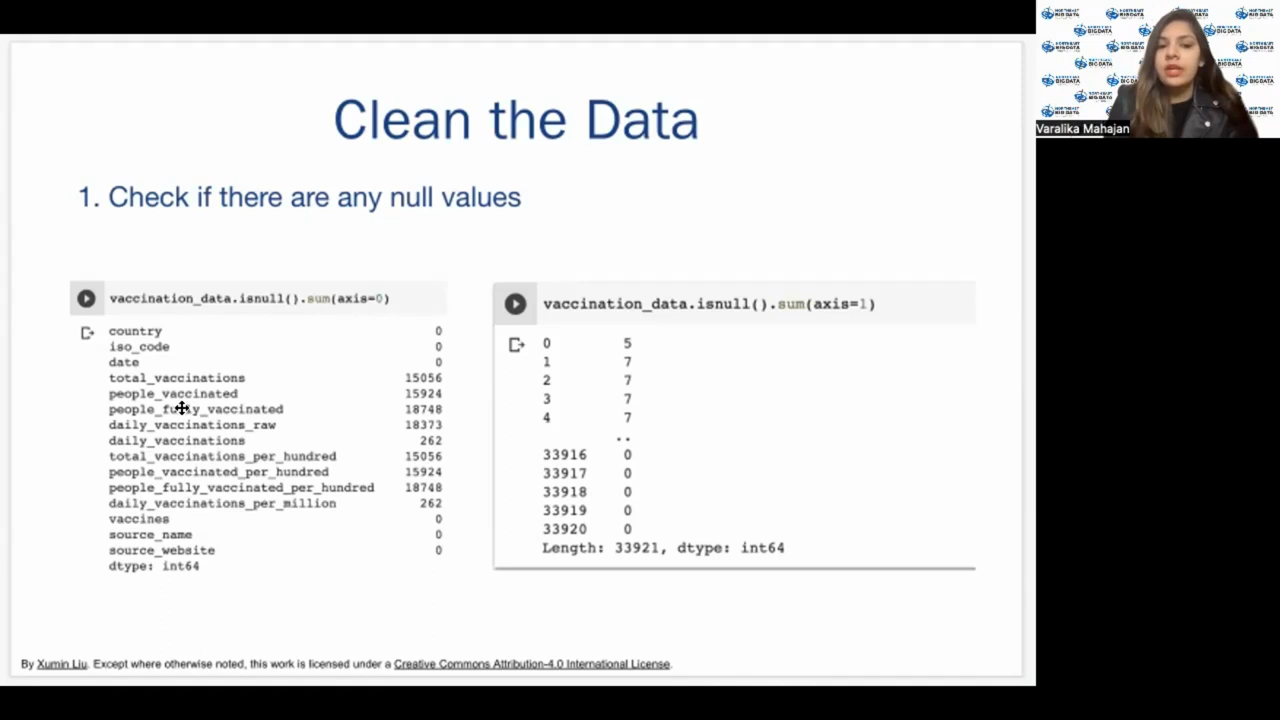 Clean the Data
1. Check if there are any null values
vaccination_data.isnull().sum(axis=0)
country 0
iso_code 0
date 0
total_vaccinations 15056
people_vaccinated 15924
people_fully_vaccinated 18748
daily_vaccinations_raw 18373
daily_vaccinations 262
total_vaccinations_per_hundred 15056
people_vaccinated_per_hundred 15924
people_fully_vaccinated_per_hundred 18748
daily_vaccinations_per_million 262
vaccines 0
source_name 0
source_website 0
dtype: int64
vaccination_data.isnull().sum(axis=1)
0 5
1 7
2 7
3 7
4 7
..
33916 0
33917 0
33918 0
33919 0
33920 0
Length: 33921, dtype: int64
By Xumin Liu. Except where otherwise noted, this work is licensed under a Creative Commons Attribution-4.0 International License.
Varalika Mahajan
NORTHEAST
BIG DATA